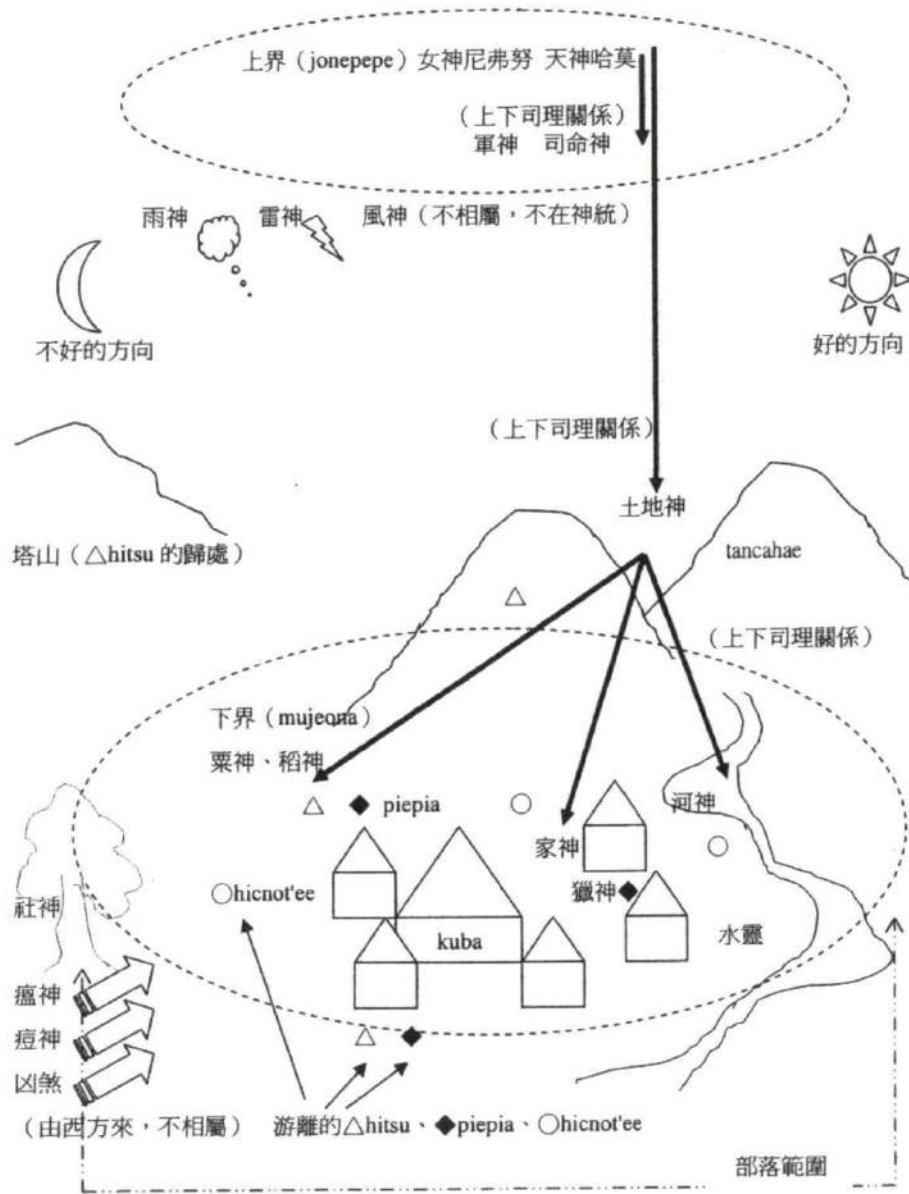 上界（jonepepe）女神尼弗努 天神哈莫
（上下司理關係）
軍神 司命神
雨神 雷神 風神（不相屬，不在神統）
不好的方向 好的方向
（上下司理關係）
土地神
塔山（△hitsu 的歸處） tancahae
（上下司理關係）
下界（mujeona）
粟神、稻神
△ ◆ piepia ○ 河神
家神
○hicnot'ee 獵神◆
社神 kuba 水靈
瘟神
痘神
凶煞
（由西方來，不相屬） 游離的△hitsu、◆piepia、○hicnot'ee
部落範圍